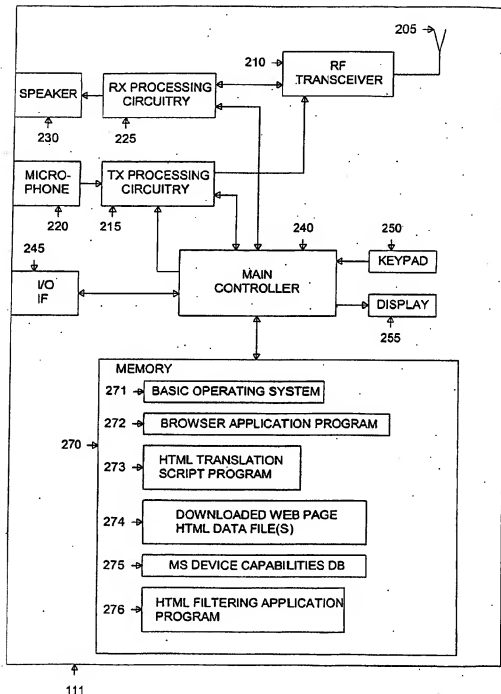 205
210
RF
TRANSCEIVER
SPEAKER
230
RX PROCESSING
CIRCUITRY
225
MICRO-
PHONE
220
TX PROCESSING
CIRCUITRY
215
245
I/O
IF
240
MAIN
CONTROLLER
250
KEYPAD
DISPLAY
255
MEMORY
270
271
BASIC OPERATING SYSTEM
272
BROWSER APPLICATION PROGRAM
273
HTML TRANSLATION
SCRIPT PROGRAM
274
DOWNLOADED WEB PAGE
HTML DATA FILE(S)
275
MS DEVICE CAPABILITIES DB
276
HTML FILTERING APPLICATION
PROGRAM
111